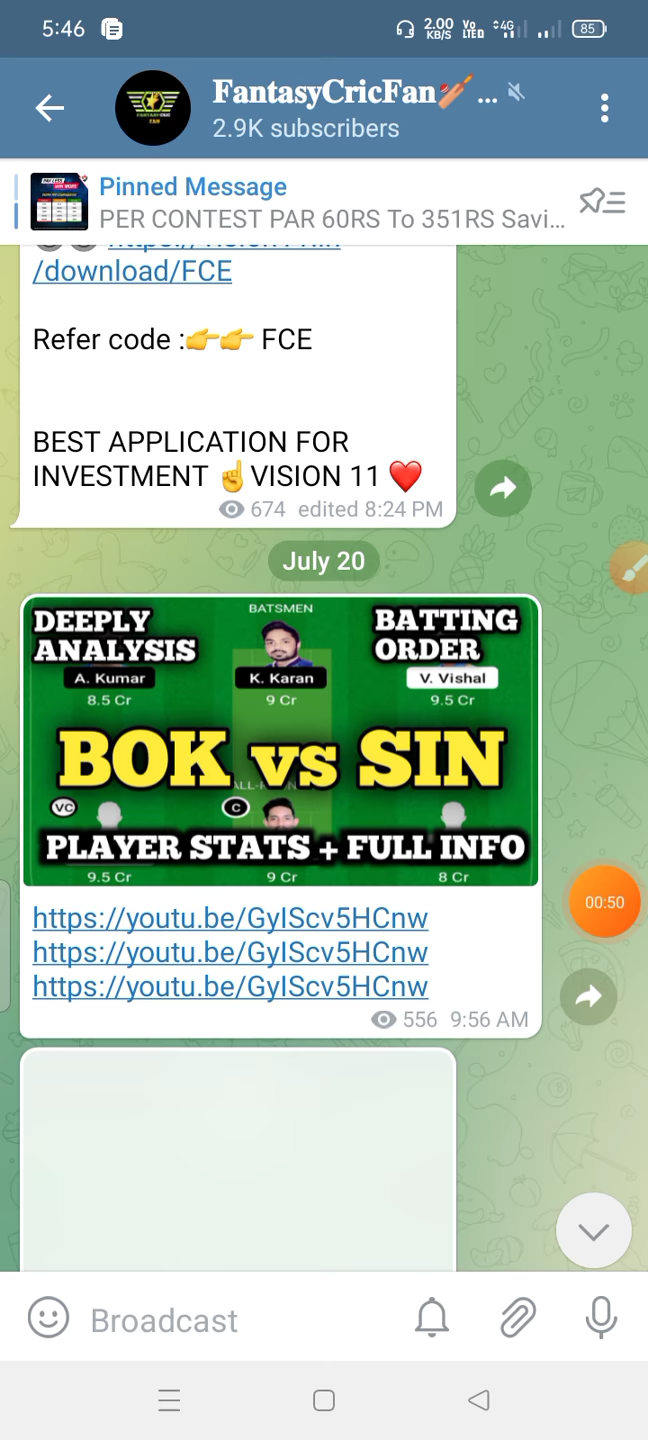 5:46
2.00 KB/S
Vo LTED
4G
85
FantasyCricFan🏏 ...
2.9K subscribers
Pinned Message
PER CONTEST PAR 60RS To 351RS Savi...
/download/FCE
Refer code :👉👉 FCE
BEST APPLICATION FOR
INVESTMENT ☝️VISION 11 ❤️
674 edited 8:24 PM
July 20
BATSMEN
DEEPLY
ANALYSIS
BATTING
ORDER
A. Kumar
K. Karan
V. Vishal
8.5 Cr
9 Cr
9.5 Cr
BOK vs SIN
VC
C
PLAYER STATS + FULL INFO
9.5 Cr
9 Cr
8 Cr
00:50
https://youtu.be/GyIScv5HCnw
https://youtu.be/GyIScv5HCnw
https://youtu.be/GyIScv5HCnw
556 9:56 AM
Broadcast